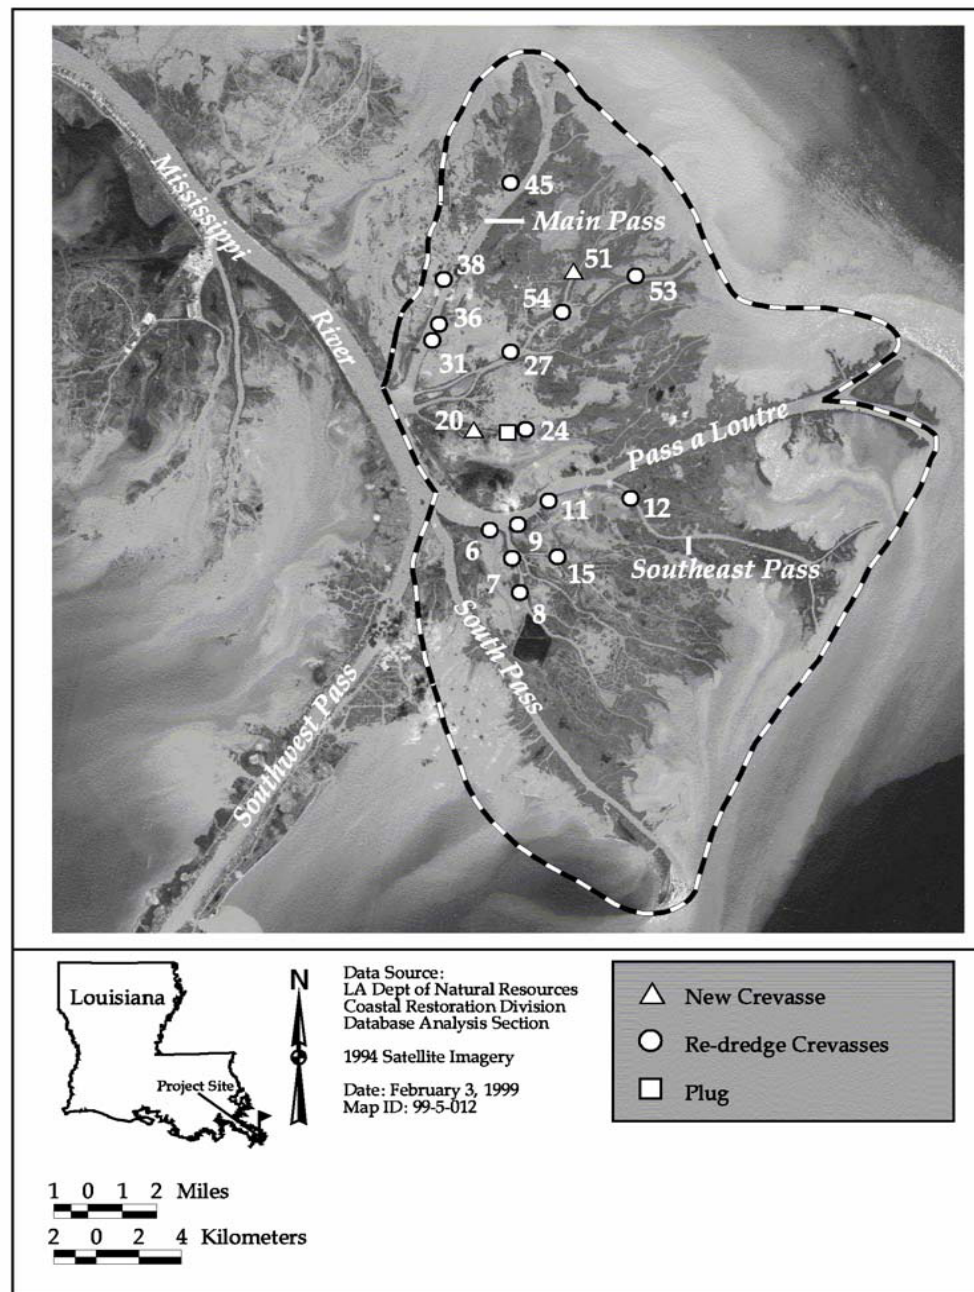 Mississippi
River
45
Main Pass
51
38
53
54
36
31
27
20
24
Pass a Loutre
11
12
6
9
15
Southeast Pass
7
8
South Pass
Southwest Pass
Louisiana
Project Site
N
Data Source:
LA Dept of Natural Resources
Coastal Restoration Division
Database Analysis Section
1994 Satellite Imagery
Date: February 3, 1999
Map ID: 99-5-012
New Crevasse
Re-dredge Crevasses
Plug
1 0 1 2 Miles
2 0 2 4 Kilometers